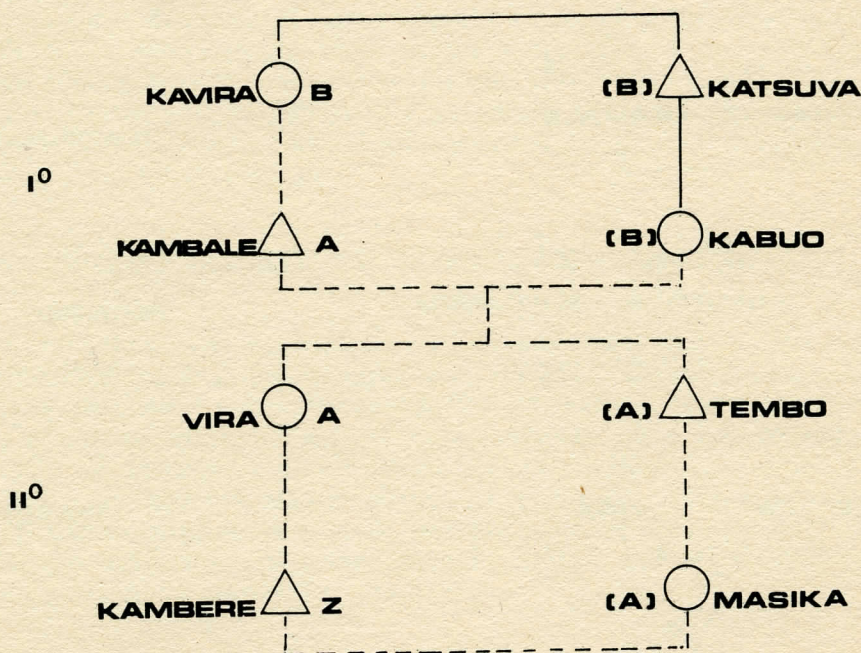 KAVIRA B (B) KATSUVA
I⁰
KAMBALE A (B) KABUO
VIRA A (A) TEMBO
II⁰
KAMBERE Z (A) MASIKA